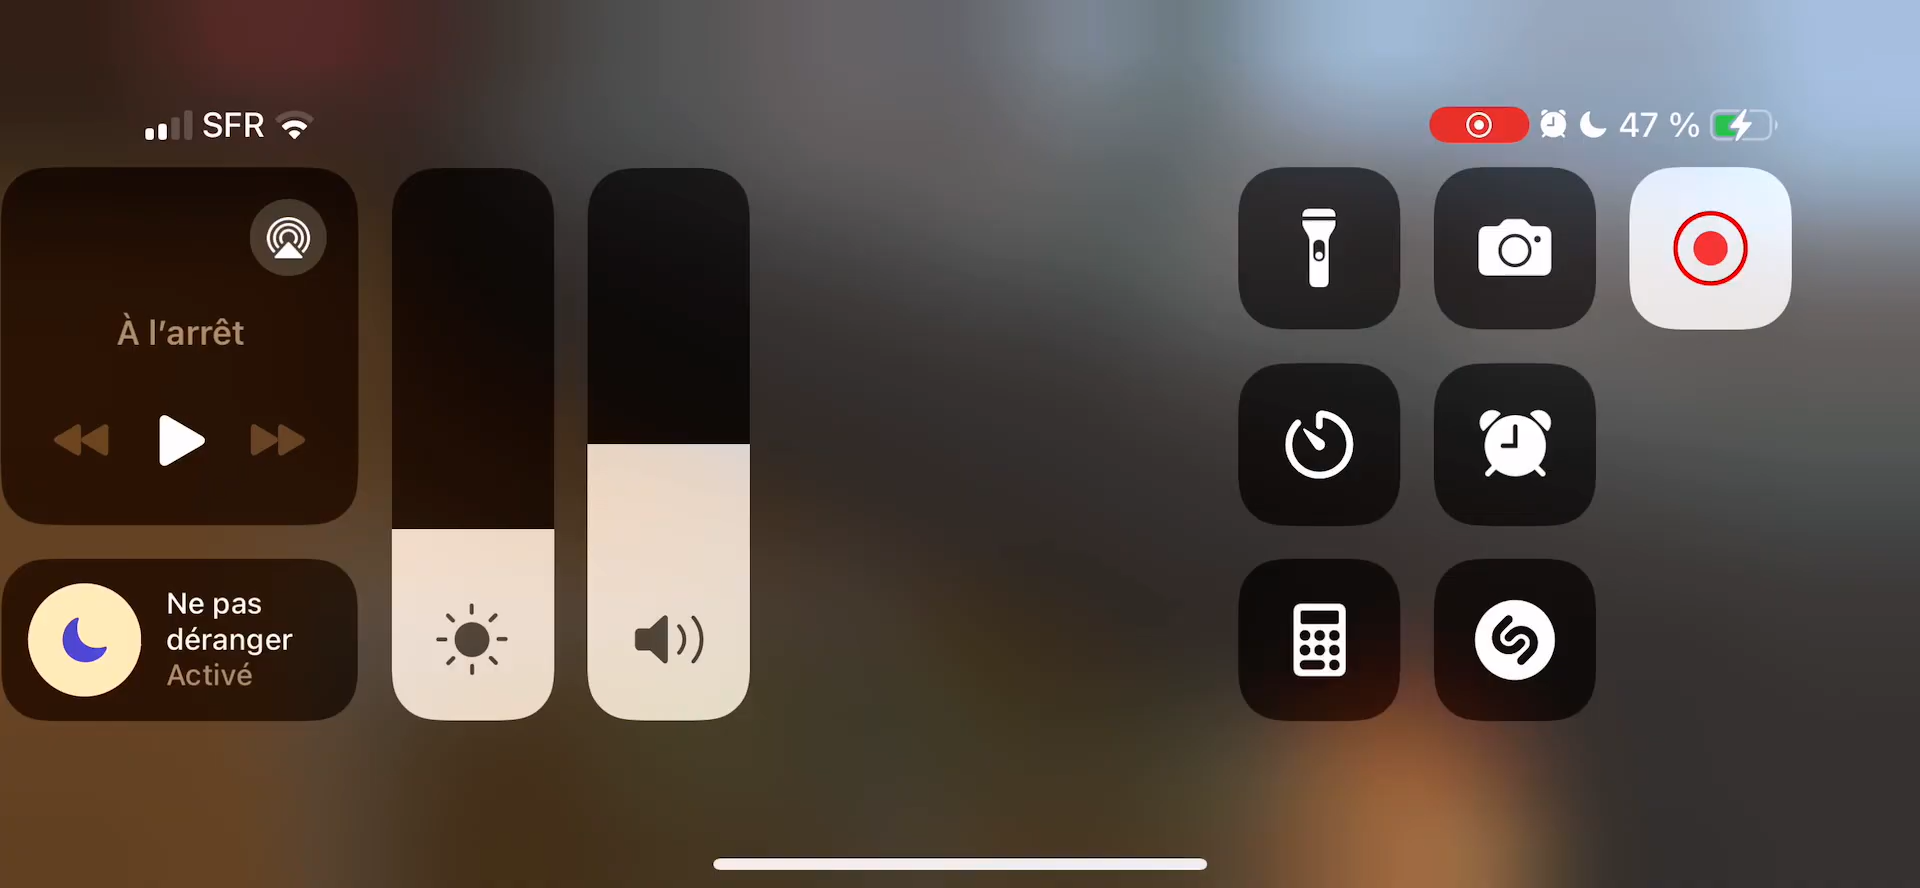 SFR
47 %
À l’arrêt
Ne pas
déranger
Activé